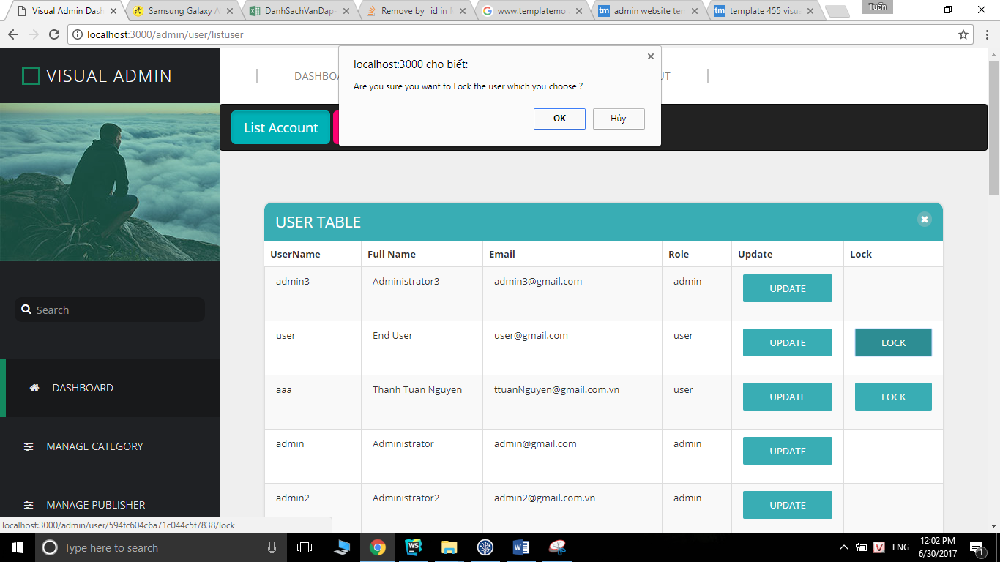 Visual Admin Dash
Samsung Galaxy A
DanhSachVanDap-
Remove by _id in M
www.templatemo
admin website tem
template 455 visua
Tuấn
localhost:3000/admin/user/listuser
VISUAL ADMIN
DASHBOA
UT
localhost:3000 cho biết:
Are you sure you want to Lock the user which you choose ?
OK
Hủy
List Account
USER TABLE
UserName Full Name Email Role Update Lock
admin3 Administrator3 admin3@gmail.com admin UPDATE
user End User user@gmail.com user UPDATE LOCK
aaa Thanh Tuan Nguyen ttuanNguyen@gmail.com.vn user UPDATE LOCK
admin Administrator admin@gmail.com admin UPDATE
admin2 Administrator2 admin2@gmail.com.vn admin UPDATE
Search
DASHBOARD
MANAGE CATEGORY
MANAGE PUBLISHER
localhost:3000/admin/user/594fc604c6a71c044c5f7838/lock
Type here to search
ENG
12:02 PM
6/30/2017